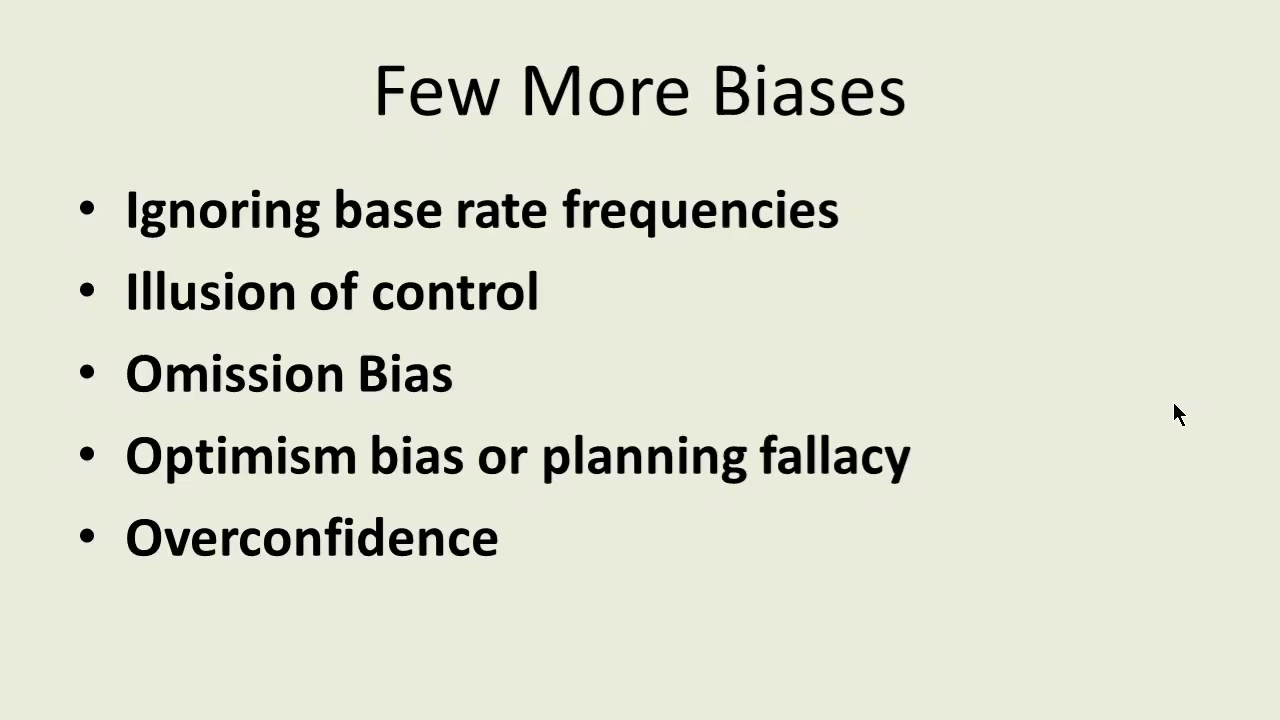 Few More Biases
• Ignoring base rate frequencies
• Illusion of control
• Omission Bias
• Optimism bias or planning fallacy
• Overconfidence